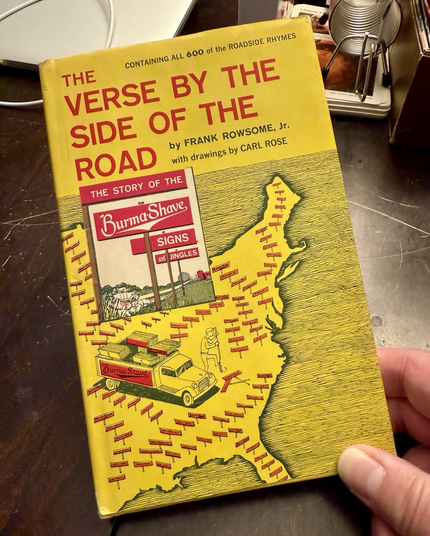 CONTAINING ALL 600 of the ROADSIDE RHYMES
THE
VERSE BY THE
SIDE OF THE
ROAD
by FRANK ROWSOME, Jr.
with drawings by CARL ROSE
THE STORY OF THE
Burma-Shave
SIGNS
and JINGLES
Burma-Shave